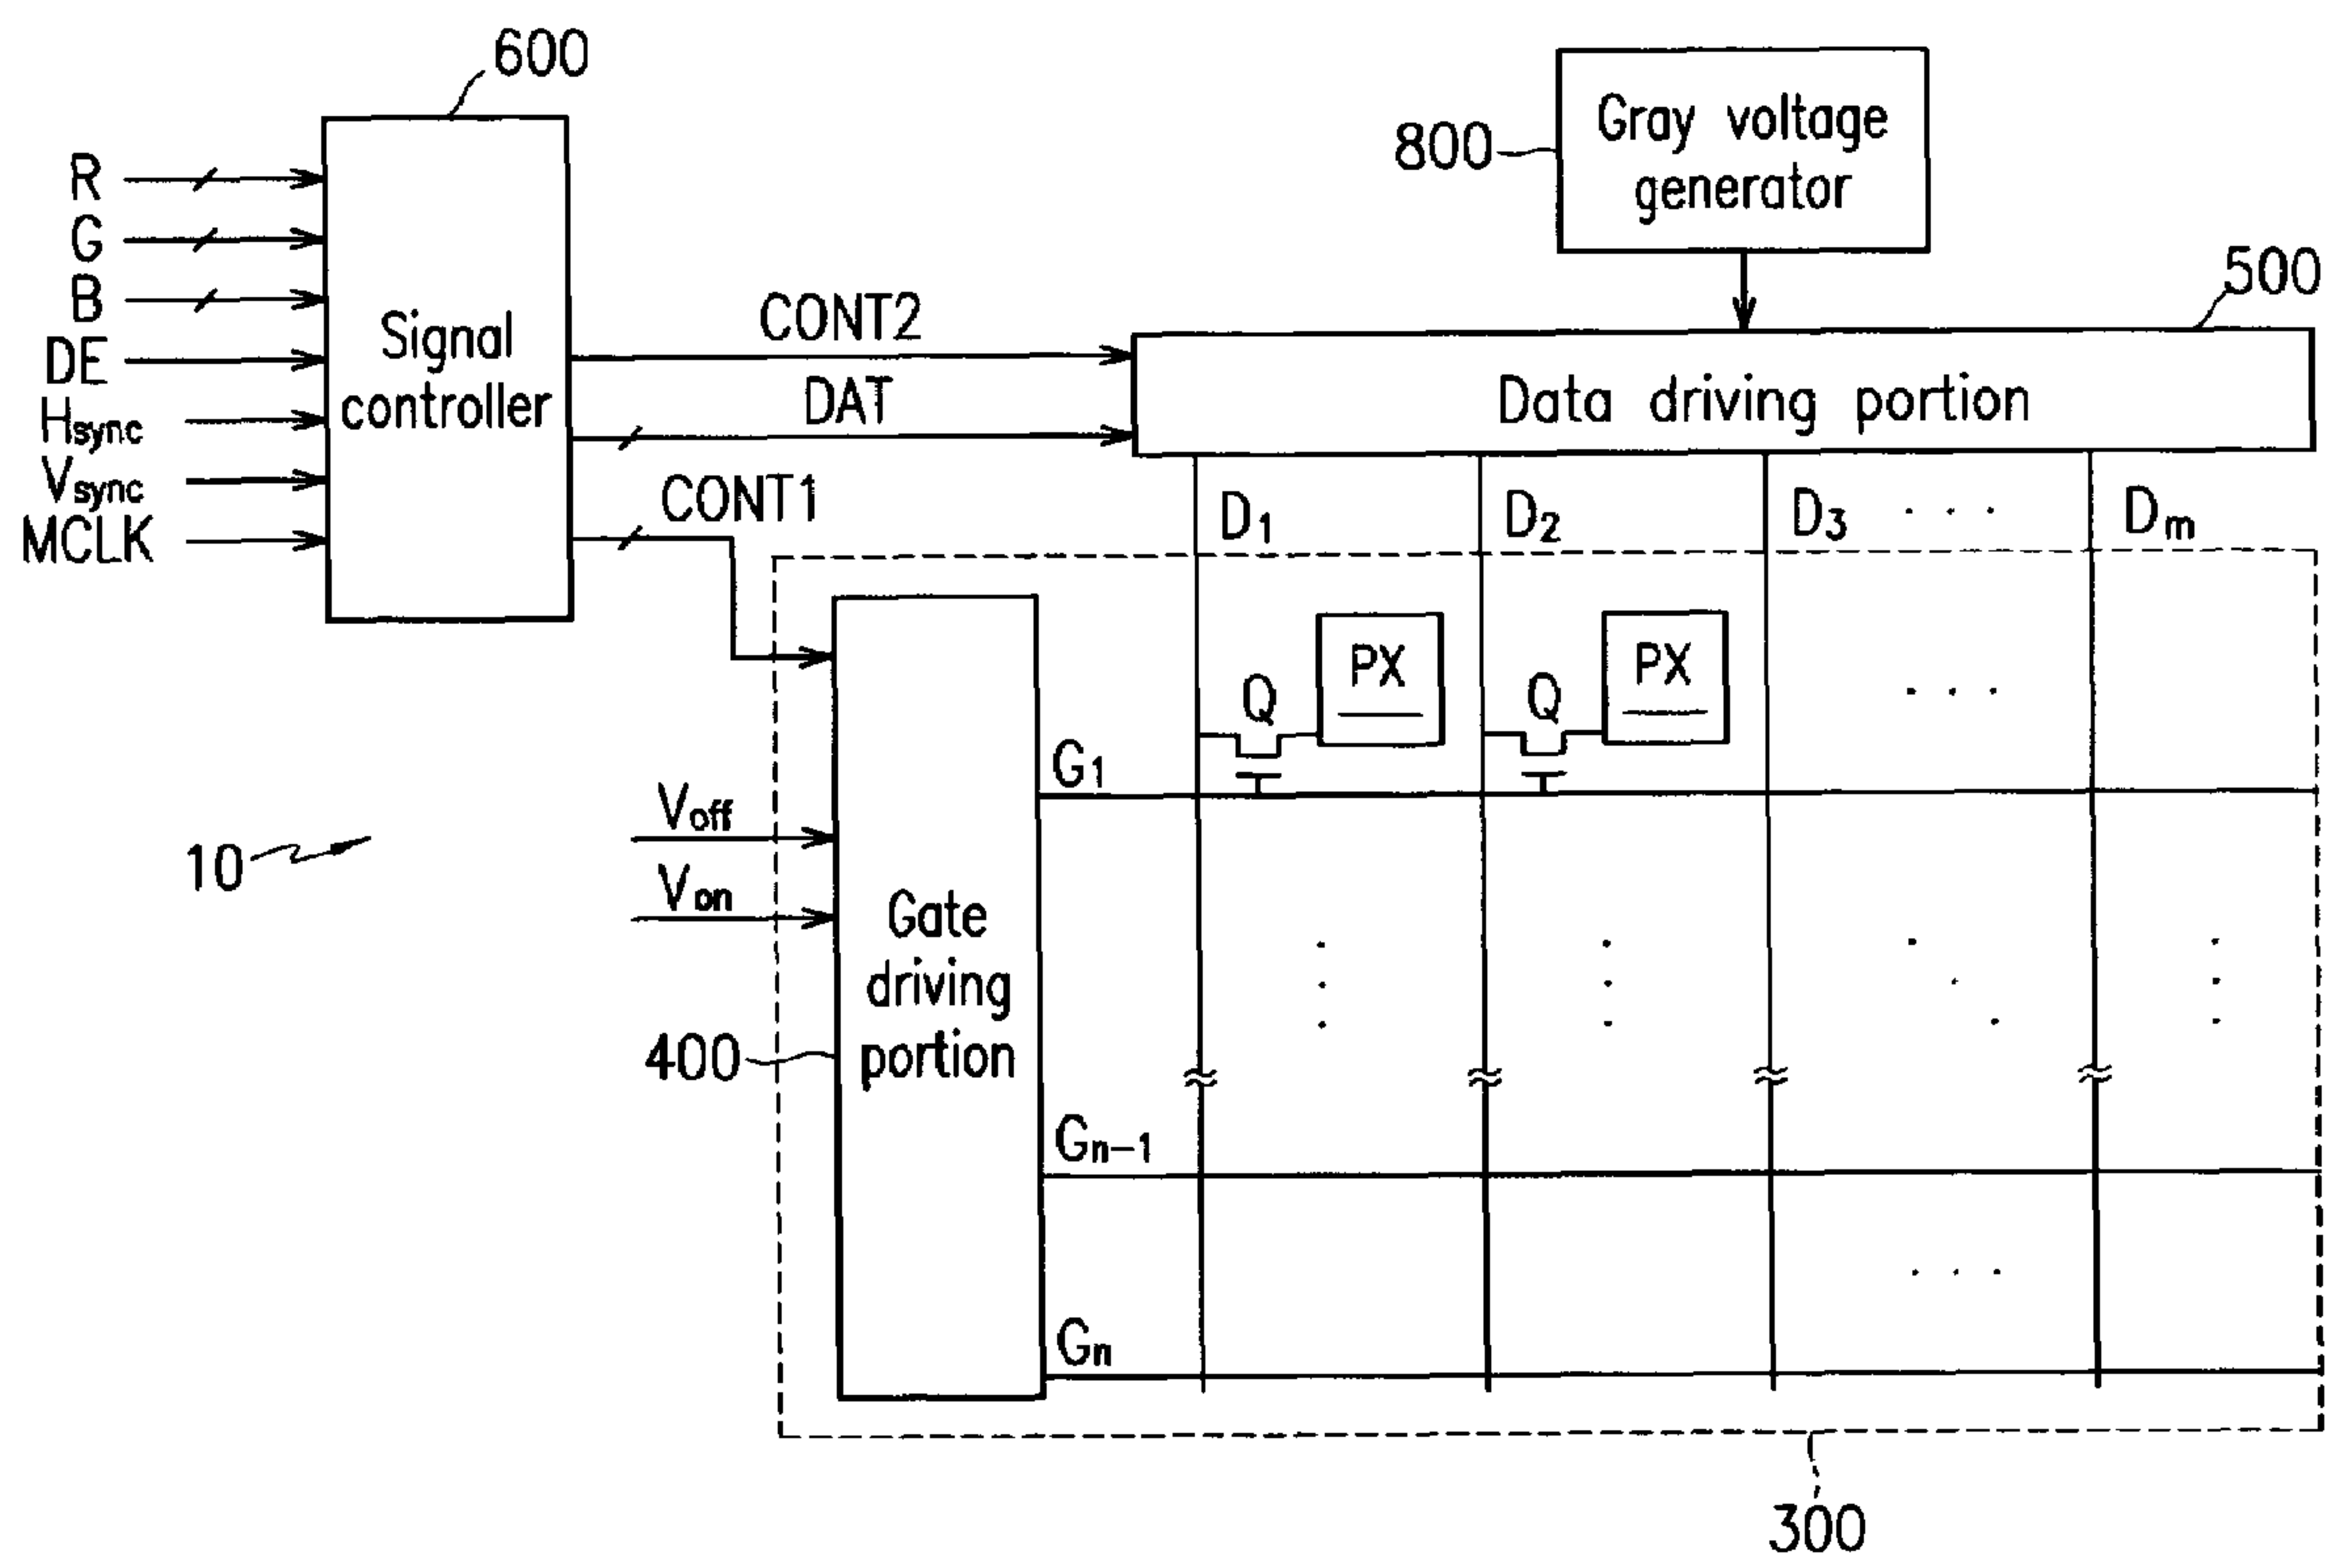 600
Gray voltage
generator
800
R
G
B
DE
Hsync
Vsync
MCLK
Signal
controller
CONT2
DAT
CONT1
500
Data driving portion
D1
D2
D3
. . .
Dm
PX
PX
Q
Q
. . .
G1
Voff
Von
10
Gate
driving
portion
400
Gn-1
. . .
Gn
300